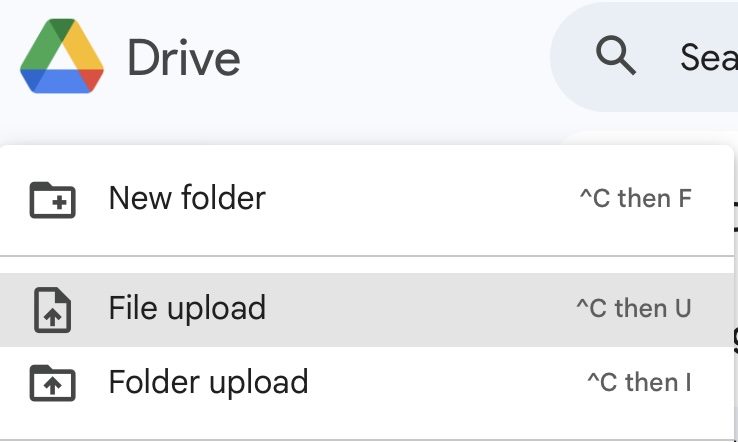 Drive
Sea
New folder ^C then F
File upload ^C then U
Folder upload ^C then I